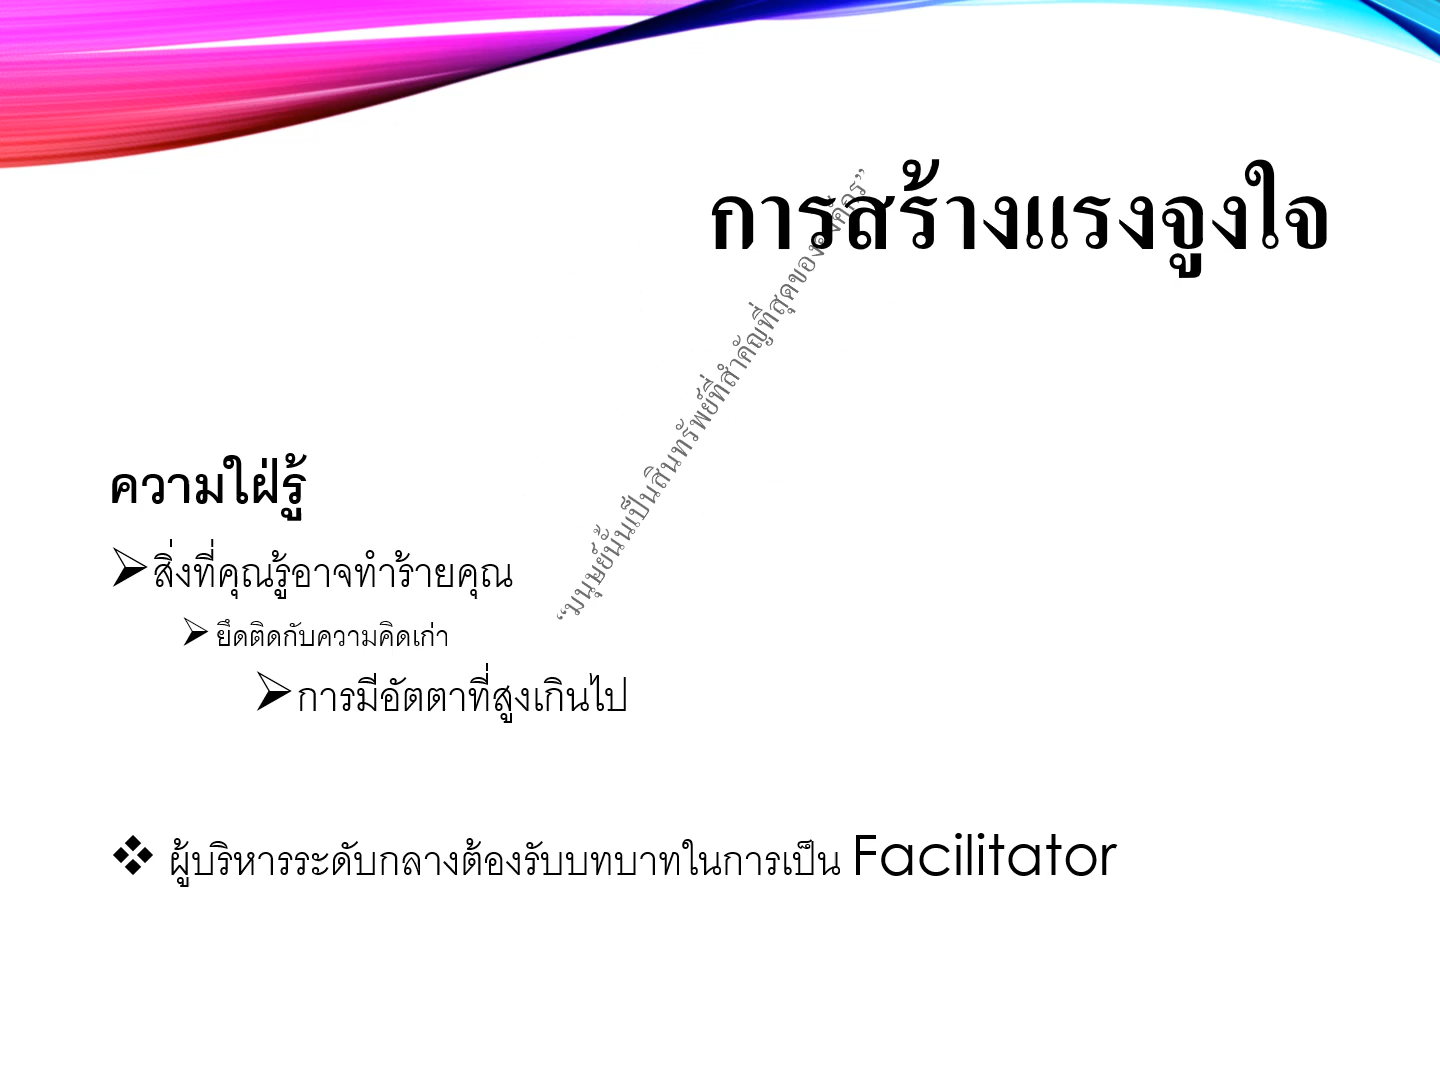 การสร้างแรงจูงใจ
“มนุษย์นั้นเป็นสินทรัพย์ที่สำคัญที่สุดขององค์กร”
ความใฝ่รู้
สิ่งที่คุณรู้อาจทำร้ายคุณ
ยึดติดกับความคิดเก่า
การมีอัตตาที่สูงเกินไป
ผู้บริหารระดับกลางต้องรับบทบาทในการเป็น Facilitator